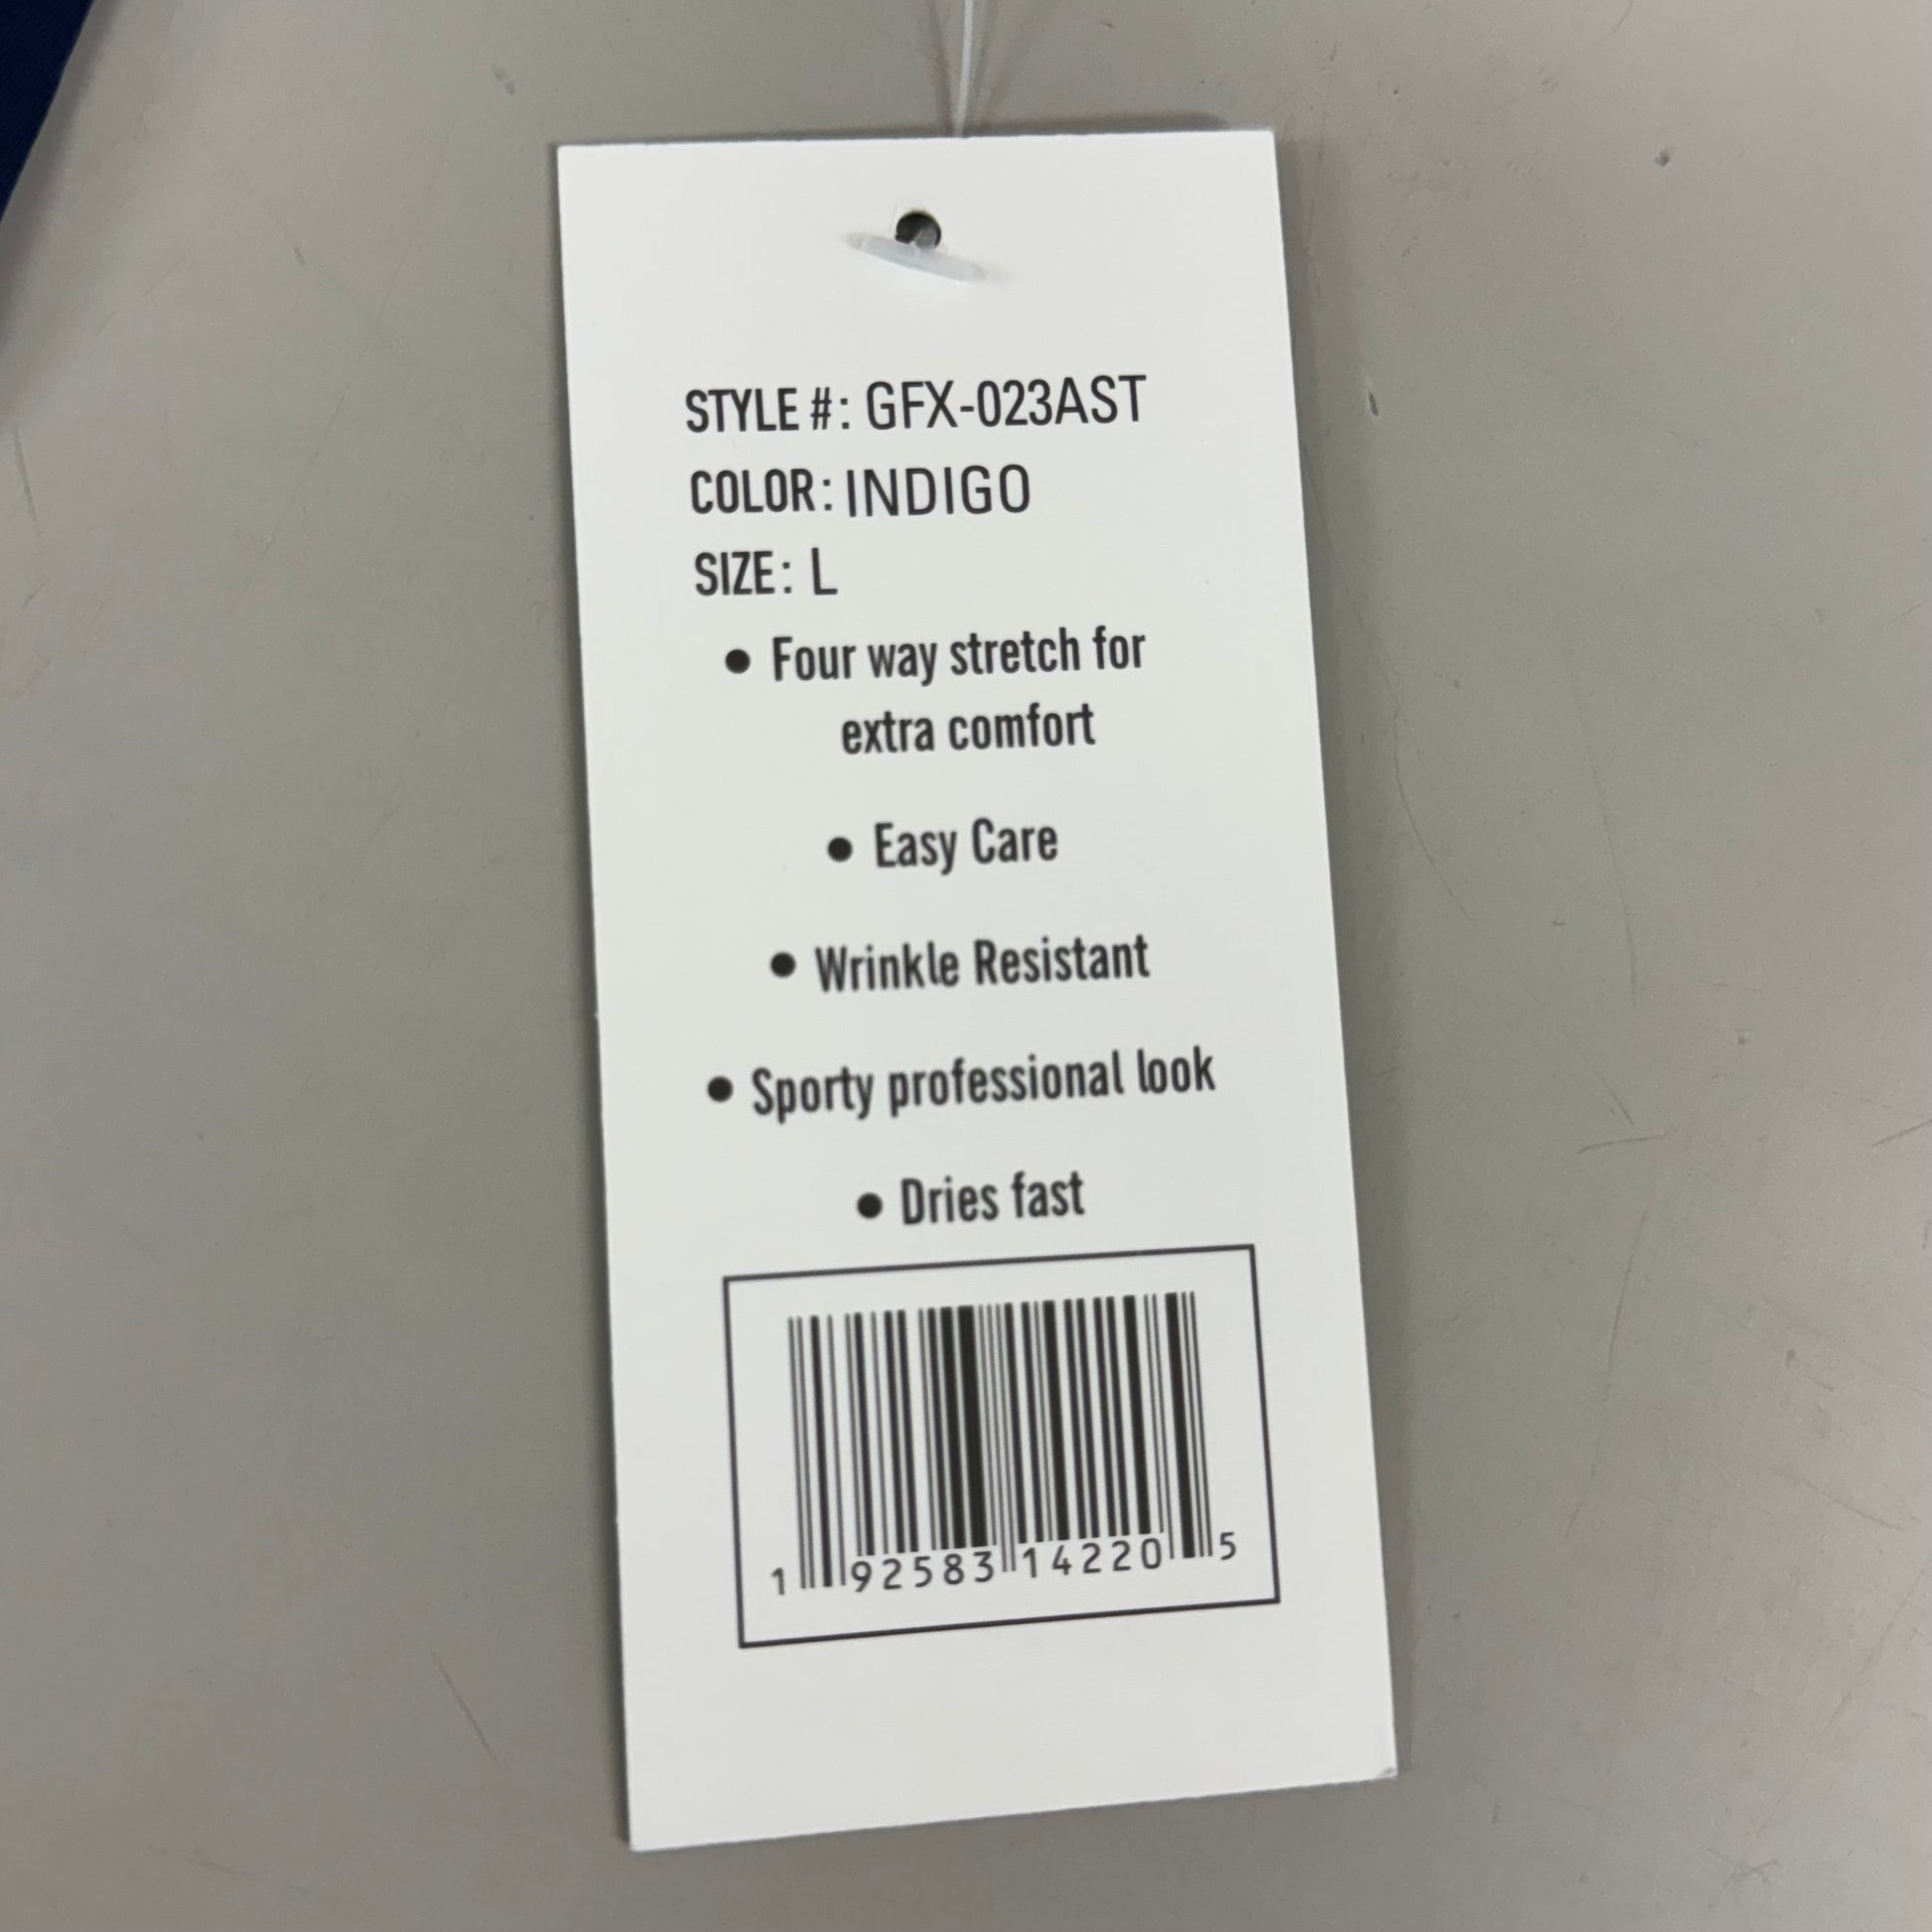 STYLE #: GFX-023AST
COLOR: INDIGO
SIZE: L
• Four way stretch for
extra comfort
• Easy Care
• Wrinkle Resistant
• Sporty professional look
• Dries fast
1 92583 14220 5